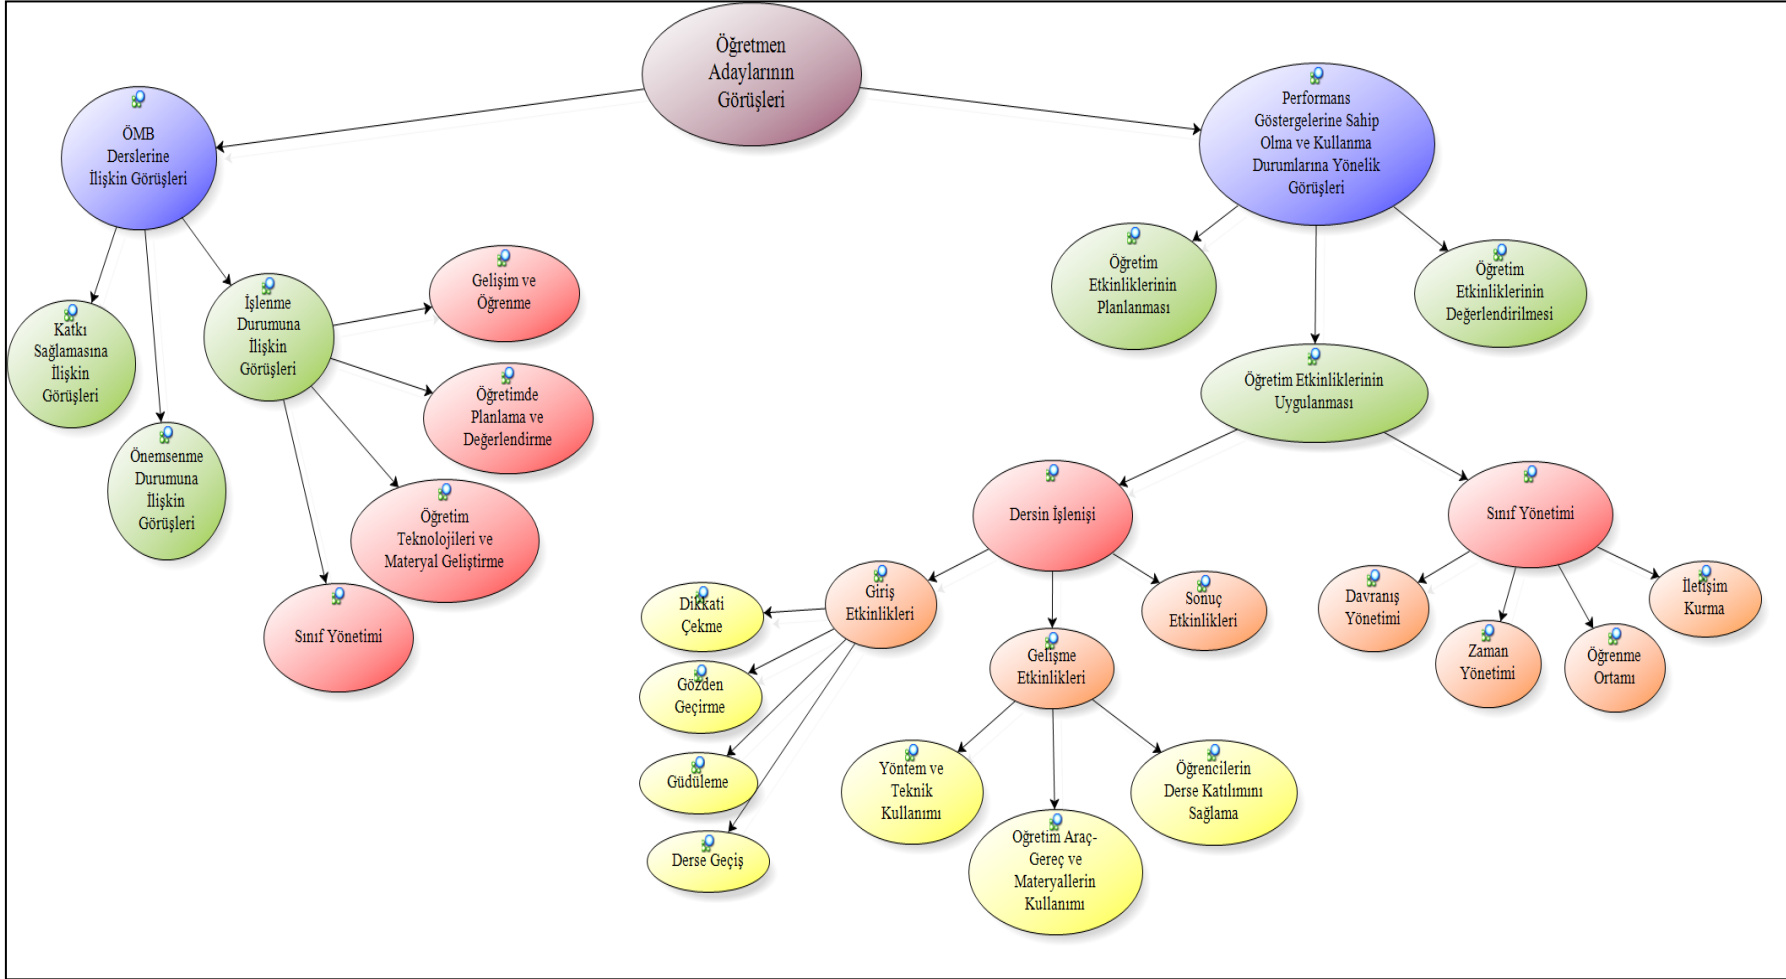 Öğretmen
Adaylarının
Görüşleri
ÖMB
Derslerine
İlişkin Görüşleri
Performans
Göstergelerine Sahip
Olma ve Kullanma
Durumlarına Yönelik
Görüşleri
Katkı
Sağlamasına
İlişkin
Görüşleri
Önemsenme
Durumuna
İlişkin
Görüşleri
İşlenme
Durumuna
İlişkin
Görüşleri
Gelişim ve
Öğrenme
Öğretimde
Planlama ve
Değerlendirme
Öğretim
Teknolojileri ve
Materyal Geliştirme
Sınıf Yönetimi
Öğretim
Etkinliklerinin
Planlanması
Öğretim Etkinliklerinin
Uygulanması
Öğretim
Etkinliklerinin
Değerlendirilmesi
Dersin İşlenişi
Sınıf Yönetimi
Giriş
Etkinlikleri
Gelişme
Etkinlikleri
Sonuç
Etkinlikleri
Davranış
Yönetimi
Zaman
Yönetimi
Öğrenme
Ortamı
İletişim
Kurma
Dikkati
Çekme
Gözden
Geçirme
Güdüleme
Derse Geçiş
Yöntem ve
Teknik
Kullanımı
Öğretim Araç-
Gereç ve
Materyallerin
Kullanımı
Öğrencilerin
Derse Katılımını
Sağlama